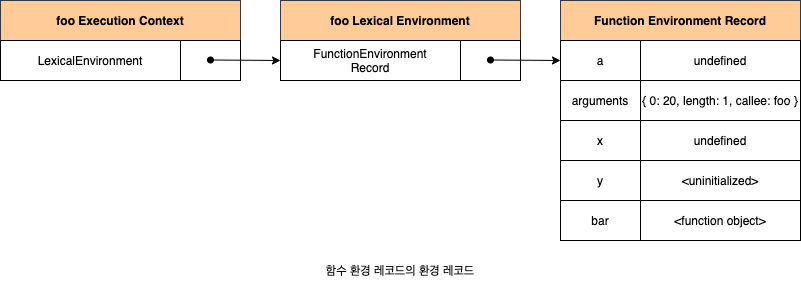 foo Execution Context
LexicalEnvironment
foo Lexical Environment
FunctionEnvironment
Record
Function Environment Record
a undefined
arguments { 0: 20, length: 1, callee: foo }
x undefined
y <uninitialized>
bar <function object>
함수 환경 레코드의 환경 레코드